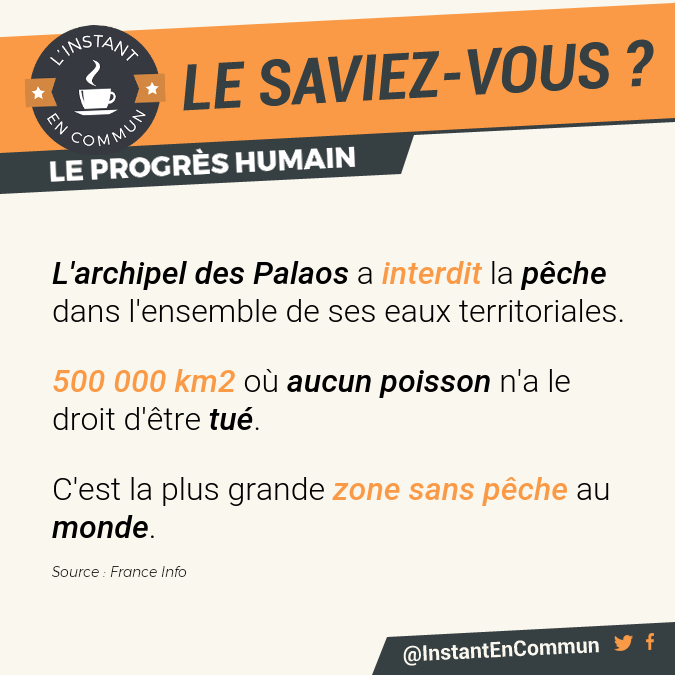 L'INSTANT
EN COMMUN
LE SAVIEZ-VOUS ?
LE PROGRÈS HUMAIN
L'archipel des Palaos a interdit la pêche
dans l'ensemble de ses eaux territoriales.
500 000 km2 où aucun poisson n'a le
droit d'être tué.
C'est la plus grande zone sans pêche au
monde.
Source : France Info
@InstantEnCommun